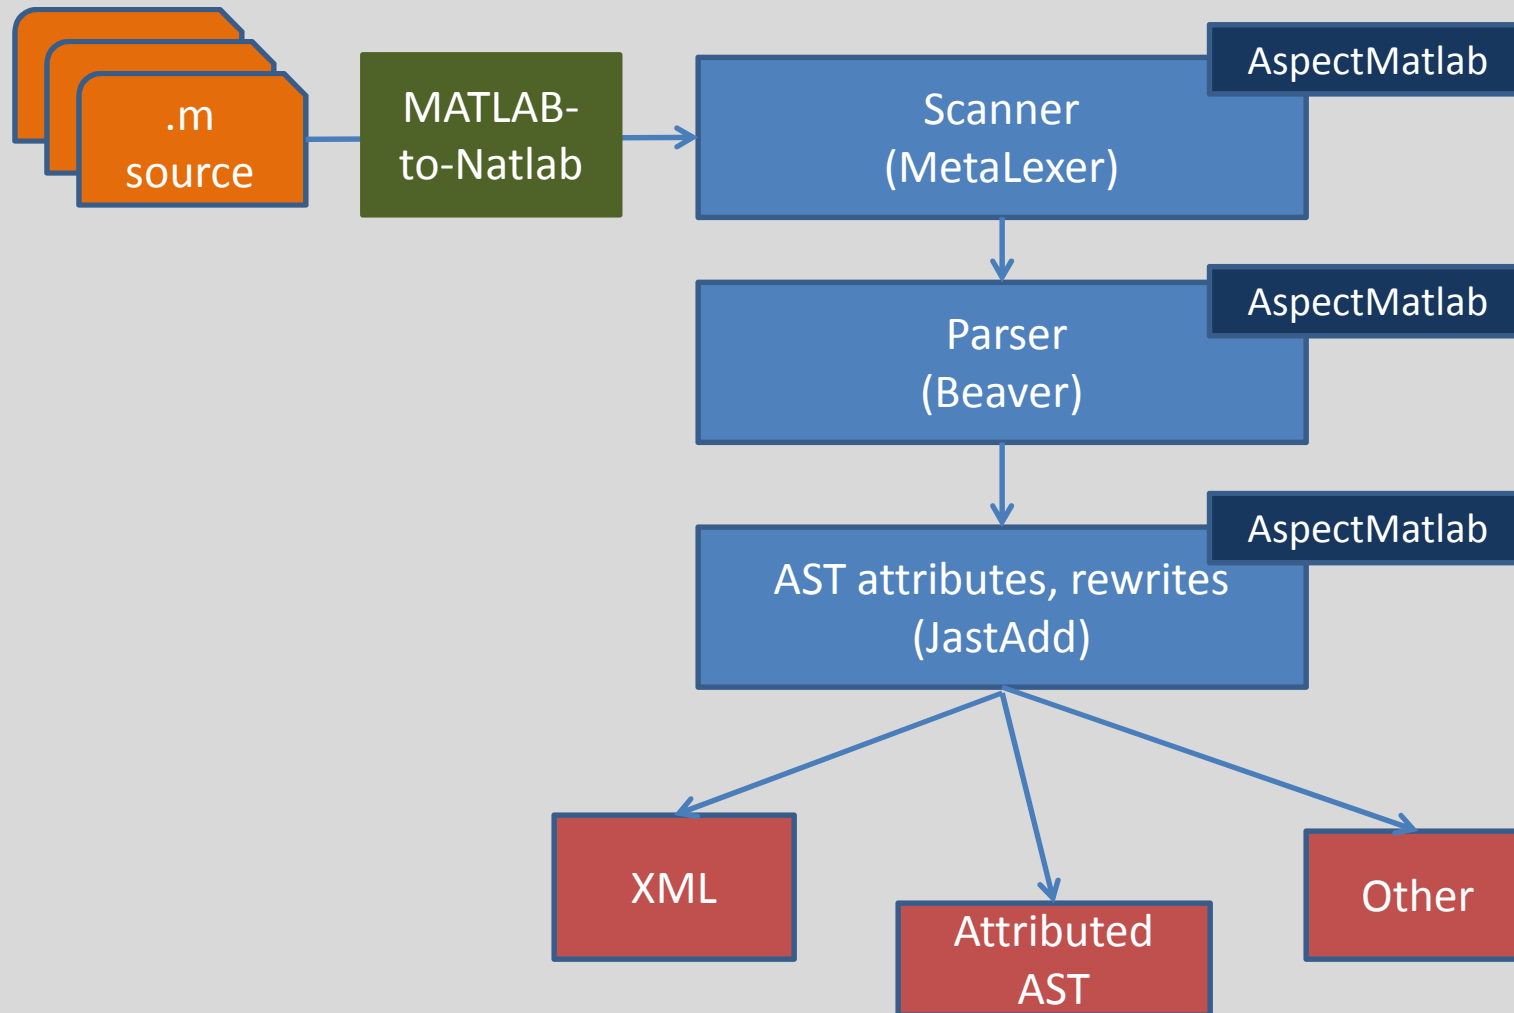 .m
source
MATLAB-
to-Natlab
Scanner
(MetaLexer)
AspectMatlab
Parser
(Beaver)
AspectMatlab
AST attributes, rewrites
(JastAdd)
AspectMatlab
XML
Attributed
AST
Other